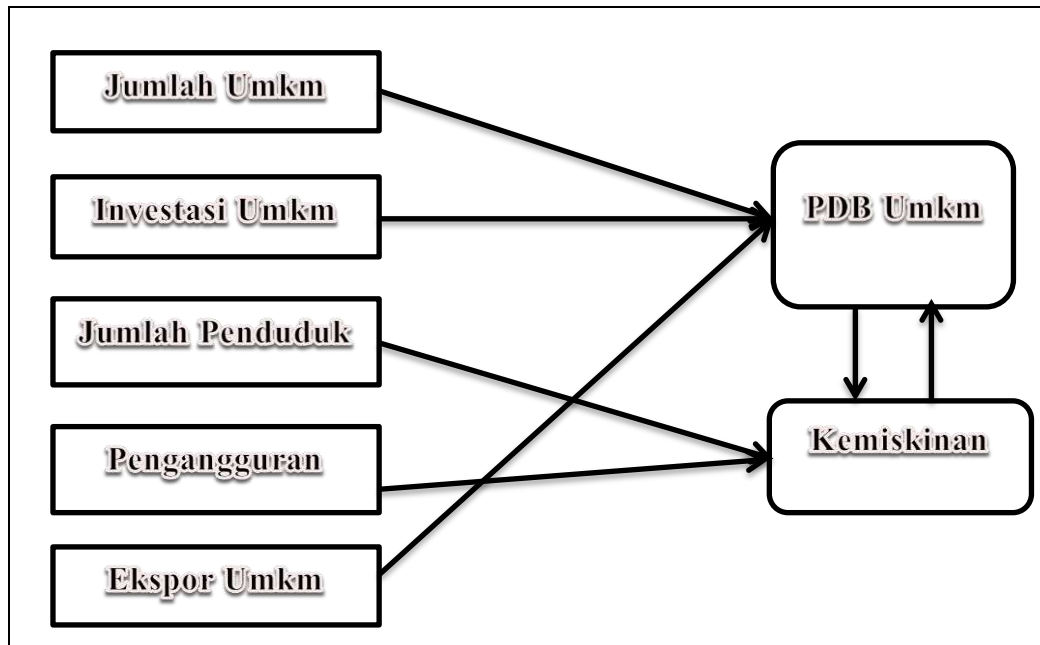 Jumlah Umkm
Investasi Umkm
PDB Umkm
Jumlah Penduduk
Pengangguran
Kemiskinan
Ekspor Umkm